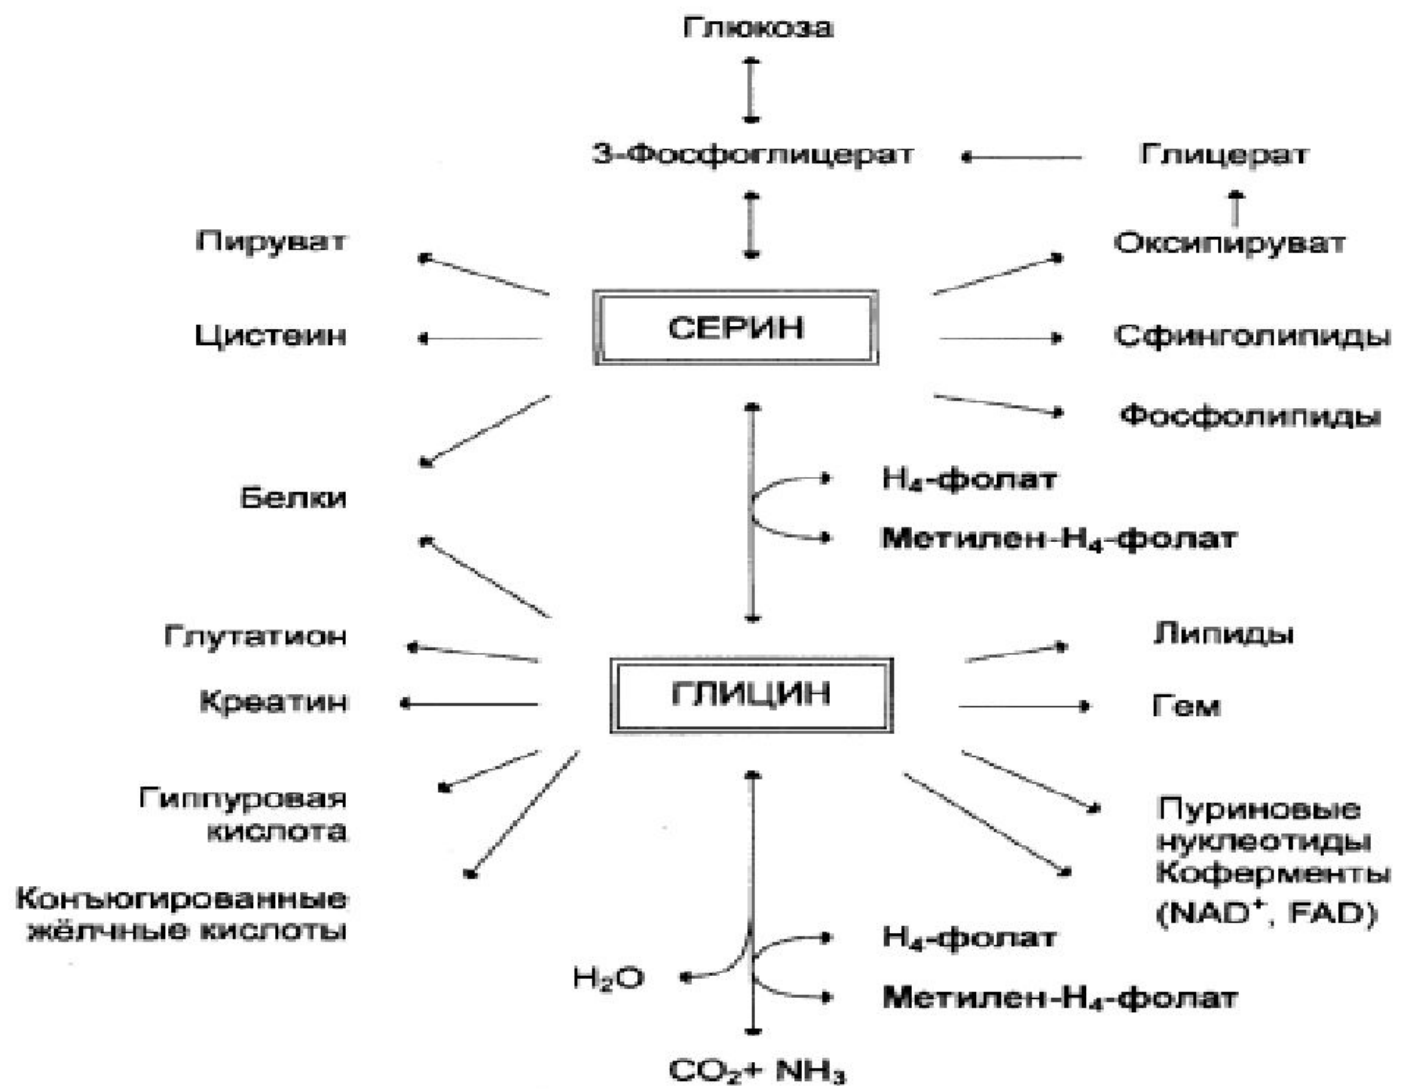 Глюкоза
3-Фосфоглицерат
Глицерат
Пируват
Оксипируват
СЕРИН
Цистеин
Сфинголипиды
Фосфолипиды
H₄-фолат
Белки
Метилен-H₄-фолат
Глутатион
Липиды
ГЛИЦИН
Креатин
Гем
Гиппуровая
кислота
Пуриновые
нуклеотиды
Коферменты
(NAD⁺, FAD)
Конъюгированные
жёлчные кислоты
H₄-фолат
H₂O
Метилен-H₄-фолат
CO₂+ NH₃